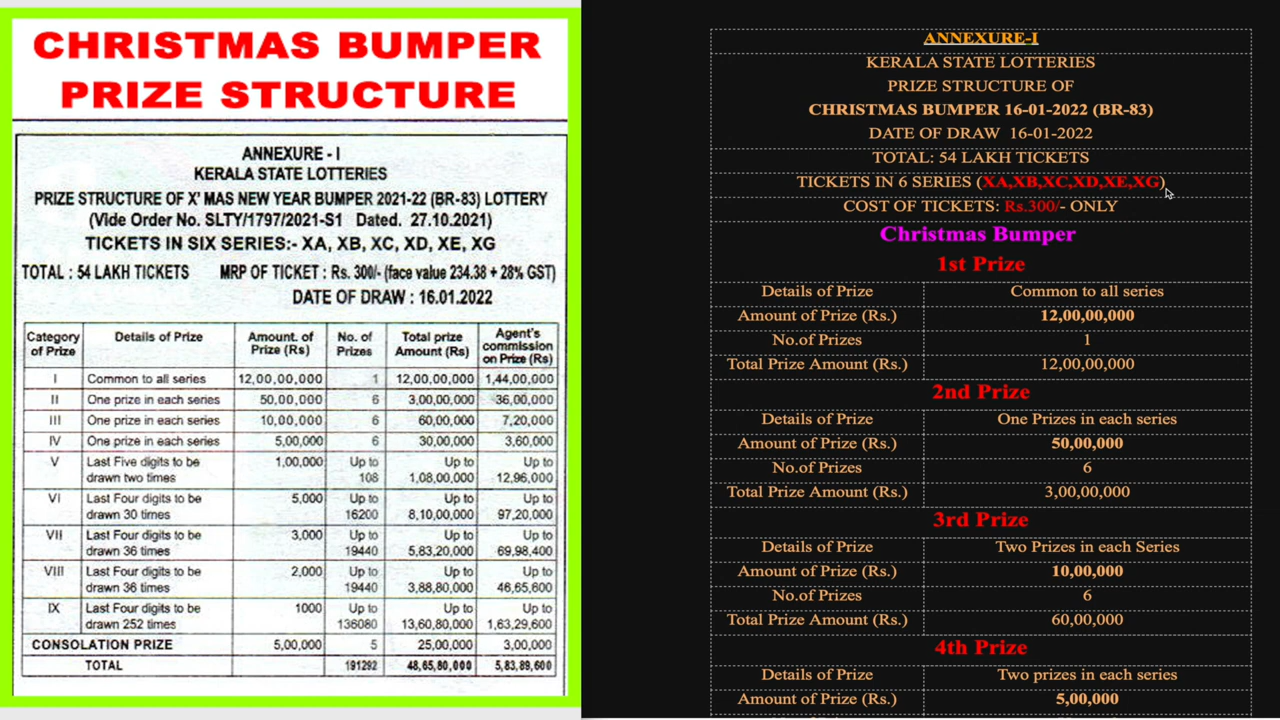 CHRISTMAS BUMPER
PRIZE STRUCTURE
ANNEXURE - I
KERALA STATE LOTTERIES
PRIZE STRUCTURE OF X' MAS NEW YEAR BUMPER 2021-22 (BR-83) LOTTERY
(Vide Order No. SLTY/1797/2021-S1 Dated. 27.10.2021)
TICKETS IN SIX SERIES:- XA, XB, XC, XD, XE, XG
TOTAL : 54 LAKH TICKETS MRP OF TICKET : Rs. 300/- (face value 234.38 + 28% GST)
DATE OF DRAW : 16.01.2022
Category of Prize Details of Prize Amount. of Prize (Rs) No. of Prizes Total prize Amount (Rs) Agent's commission on Prize (Rs)
I Common to all series 12,00,00,000 1 12,00,00,000 1,44,00,000
II One prize in each series 50,00,000 6 3,00,00,000 36,00,000
III One prize in each series 10,00,000 6 60,00,000 7,20,000
IV One prize in each series 5,00,000 6 30,00,000 3,60,000
V Last Five digits to be 1,00,000 Up to Up to Up to
drawn two times 108 1,08,00,000 12,96,000
VI Last Four digits to be 5,000 Up to Up to Up to
drawn 30 times 16200 8,10,00,000 97,20,000
VII Last Four digits to be 3,000 Up to Up to Up to
drawn 36 times 19440 5,83,20,000 69,98,400
VIII Last Four digits to be 2,000 Up to Up to Up to
drawn 36 times 19440 3,88,80,000 46,65,600
IX Last Four digits to be 1000 Up to Up to Up to
drawn 252 times 136080 13,60,80,000 1,63,29,600
CONSOLATION PRIZE 5,00,000 5 25,00,000 3,00,000
TOTAL 191292 48,65,80,000 5,83,89,600
ANNEXURE-I
KERALA STATE LOTTERIES
PRIZE STRUCTURE OF
CHRISTMAS BUMPER 16-01-2022 (BR-83)
DATE OF DRAW 16-01-2022
TOTAL: 54 LAKH TICKETS
TICKETS IN 6 SERIES (XA,XB,XC,XD,XE,XG)
COST OF TICKETS: Rs.300/- ONLY
Christmas Bumper
1st Prize
Details of Prize Common to all series
Amount of Prize (Rs.) 12,00,00,000
No.of Prizes 1
Total Prize Amount (Rs.) 12,00,00,000
2nd Prize
Details of Prize One Prizes in each series
Amount of Prize (Rs.) 50,00,000
No.of Prizes 6
Total Prize Amount (Rs.) 3,00,00,000
3rd Prize
Details of Prize Two Prizes in each Series
Amount of Prize (Rs.) 10,00,000
No.of Prizes 6
Total Prize Amount (Rs.) 60,00,000
4th Prize
Details of Prize Two prizes in each series
Amount of Prize (Rs.) 5,00,000